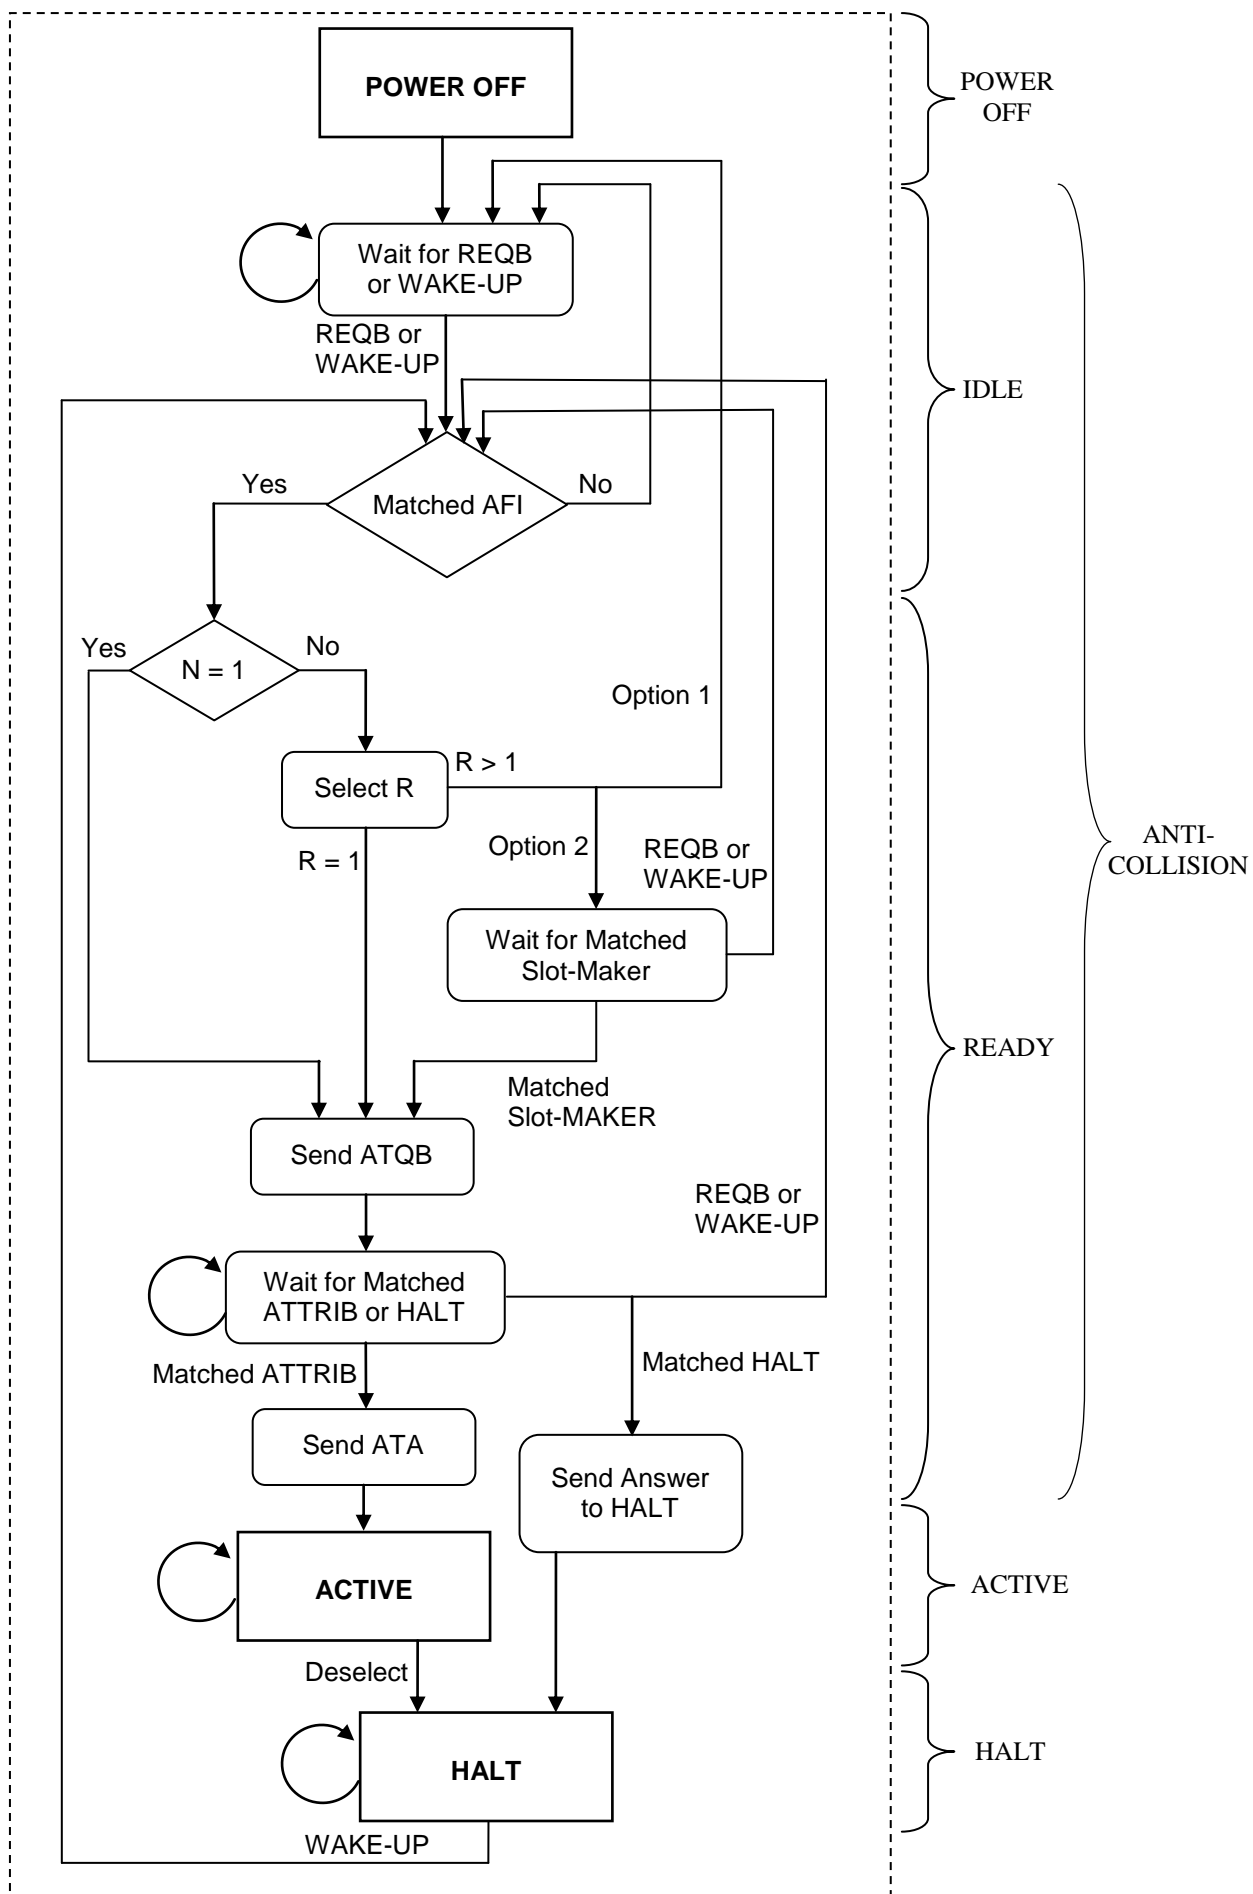 POWER OFF
POWER
OFF
Wait for REQB
or WAKE-UP
REQB or
WAKE-UP
IDLE
Yes
Matched AFI
No
Yes
N = 1
No
Option 1
Select R
R > 1
R = 1
Option 2
REQB or
WAKE-UP
ANTI-
COLLISION
Wait for Matched
Slot-Maker
READY
Matched
Slot-MAKER
Send ATQB
REQB or
WAKE-UP
Wait for Matched
ATTRIB or HALT
Matched ATTRIB
Matched HALT
Send ATA
Send Answer
to HALT
ACTIVE
ACTIVE
Deselect
HALT
HALT
WAKE-UP